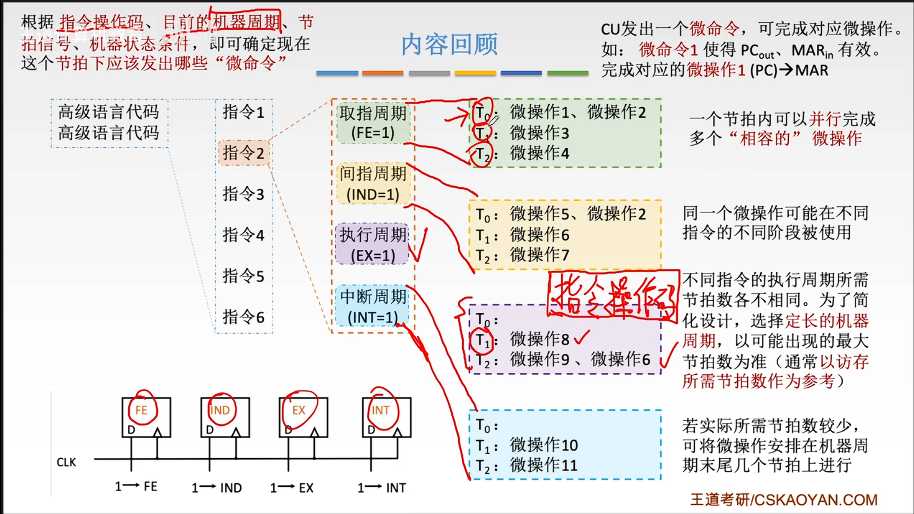 根据 指令操作码、目前的机器周期、节
拍信号、机器状态条件，即可确定现在
这个节拍下应该发出哪些“微命令”
内容回顾
CU发出一个微命令，可完成对应微操作。
如： 微命令1 使得 PCout、MARin 有效。
完成对应的微操作1 (PC)→MAR
高级语言代码
高级语言代码
指令1
指令2
指令3
指令4
指令5
指令6
取指周期
(FE=1)
间指周期
(IND=1)
执行周期
(EX=1)
中断周期
(INT=1)
T0：微操作1、微操作2
T1：微操作3
T2：微操作4
T0：微操作5、微操作2
T1：微操作6
T2：微操作7
指令操作码
T0：
T1：微操作8
T2：微操作9 、微操作6
T0：
T1：微操作10
T2：微操作11
一个节拍内可以并行完成
多个“相容的”微操作
同一个微操作可能在不同
指令的不同阶段被使用
不同指令的执行周期所需
节拍数各不相同。为了简
化设计，选择定长的机器
周期，以可能出现的最大
节拍数为准（通常以访存
所需节拍数作为参考）
若实际所需节拍数较少，
可将微操作安排在机器周
期末尾几个节拍上进行
FE
IND
EX
INT
D
D
D
D
CLK
1→FE
1→IND
1→EX
1→INT
王道考研/CSKAOYAN.COM